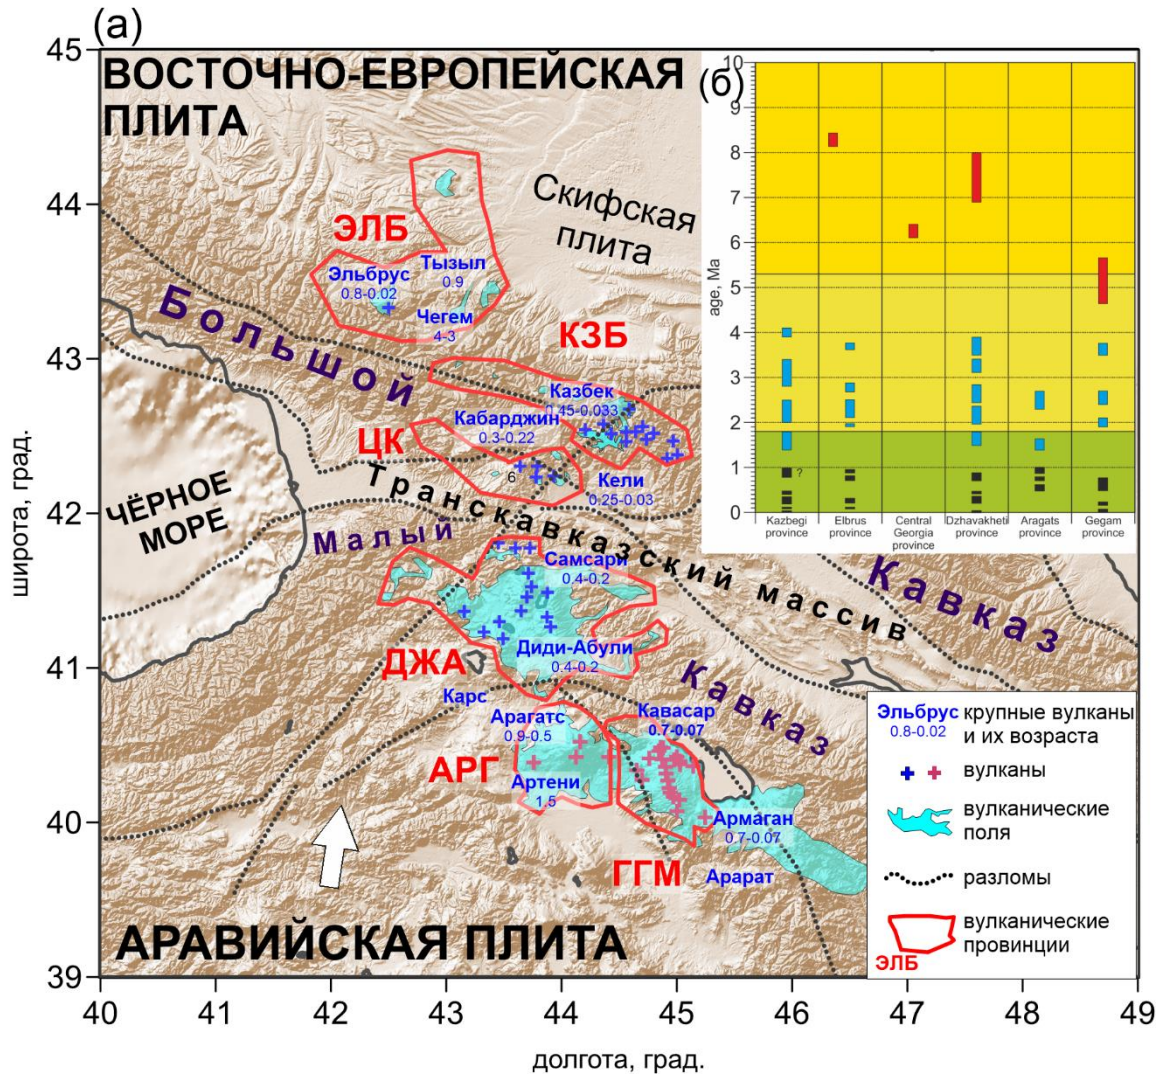 (а)
ВОСТОЧНО-ЕВРОПЕЙСКАЯ
ПЛИТА
Скифская
плита
ЭЛБ
Эльбрус
0.8-0.02
Тызыл
0.9
Чегем
4-3
Большой
КЗБ
Казбек
0.45-0.033
Кабарджин
0.3-0.22
ЦК
6
Кели
0.25-0.03
Транскавказский массив
ЧЁРНОЕ
МОРЕ
Малый
Кавказ
Самсари
0.4-0.2
Диди-Абули
0.4-0.2
ДЖА
Кавказ
Карс
Арагатс
0.9-0.5
Кавасар
0.7-0.07
АРГ
Артени
1.5
Армаган
0.7-0.07
ГГМ
Арарат
АРАВИЙСКАЯ ПЛИТА
45
44
43
42
41
40
39
широта, град.
40 41 42 43 44 45 46 47 48 49
долгота, град.
(б)
10
9
8
7
6
5
4
3
2
1
0
age, Ma
?
Kazbegi
province
Elbrus
province
Central
Georgia
province
Dzhavakheti
province
Aragats
province
Gegam
province
Эльбрус
0.8-0.02
крупные вулканы
и их возраста
вулканы
вулканические
поля
разломы
ЭЛБ
вулканические
провинции